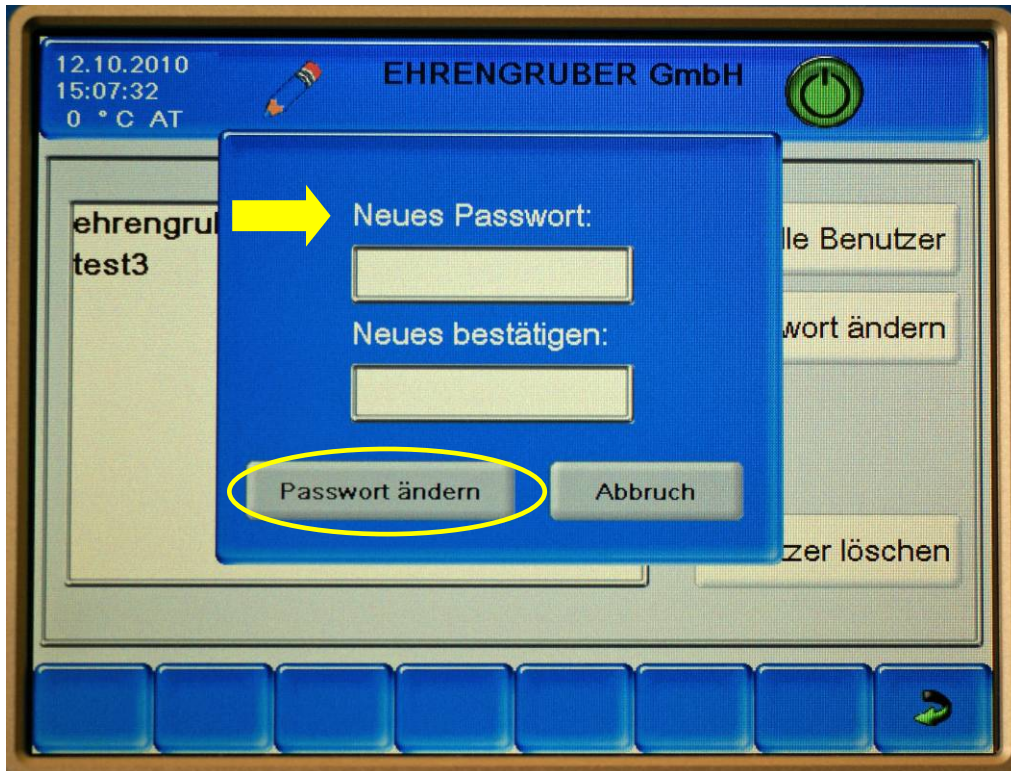 12.10.2010
15:07:32
0 °C AT
EHRENGRUBER GmbH
ehrengru
test3
Neues Passwort:
Neues bestätigen:
Passwort ändern
Abbruch
lle Benutzer
wort ändern
zer löschen